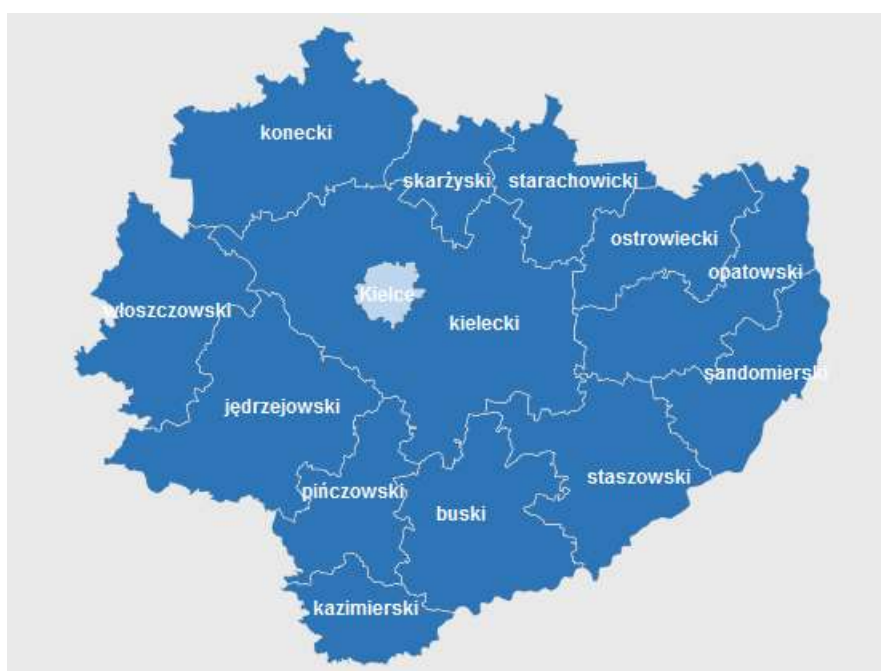 konecki
skarżyski
starachowicki
ostrowiecki
opatowski
Kielce
włoszczowski
kielecki
sandomierski
jędrzejowski
staszowski
pińczowski
buski
kazimierski